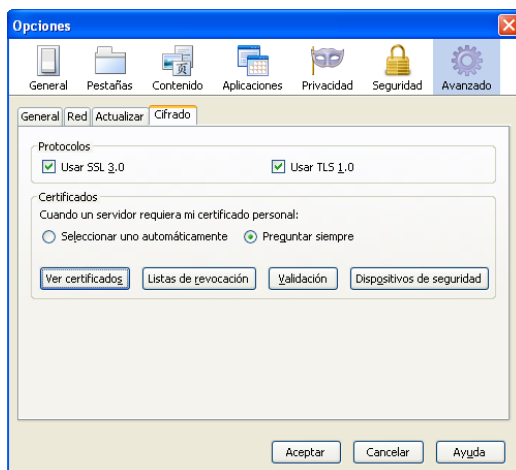 Opciones
General Pestañas Contenido Aplicaciones Privacidad Seguridad Avanzado
General Red Actualizar Cifrado
Protocolos
Usar SSL 3.0 Usar TLS 1.0
Certificados
Cuando un servidor requiera mi certificado personal:
Seleccionar uno automáticamente Preguntar siempre
Ver certificados Listas de revocación Validación Dispositivos de seguridad
Aceptar Cancelar Ayuda